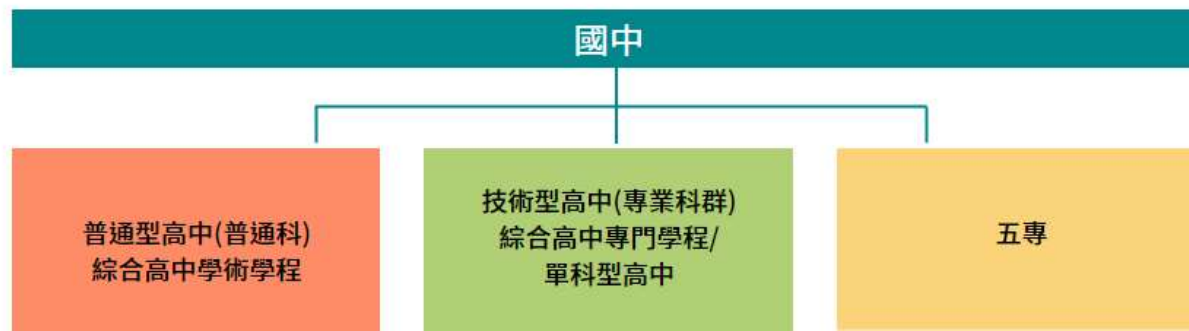 國中
普通型高中(普通科)
綜合高中學術學程
技術型高中(專業科群)
綜合高中專門學程/
單科型高中
五專